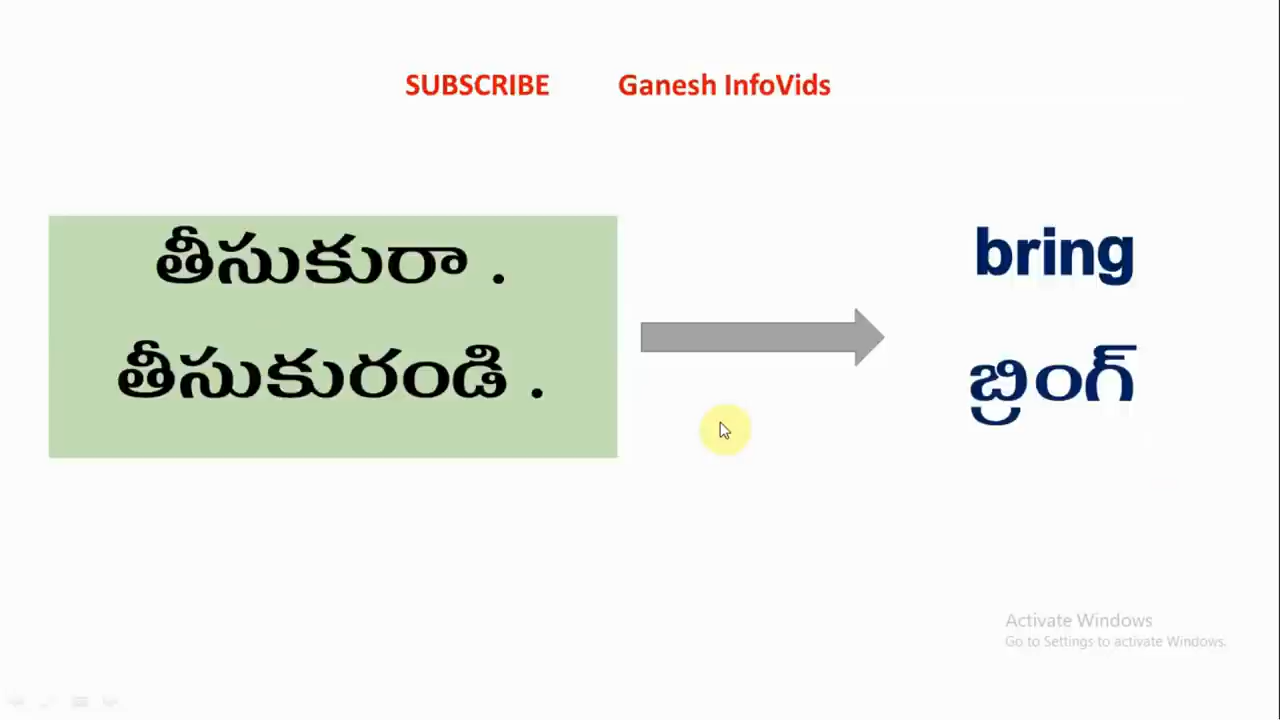 SUBSCRIBE Ganesh InfoVids
తీసుకురా .
తీసుకురండి .
bring
బ్రింగ్
Activate Windows
Go to Settings to activate Windows.